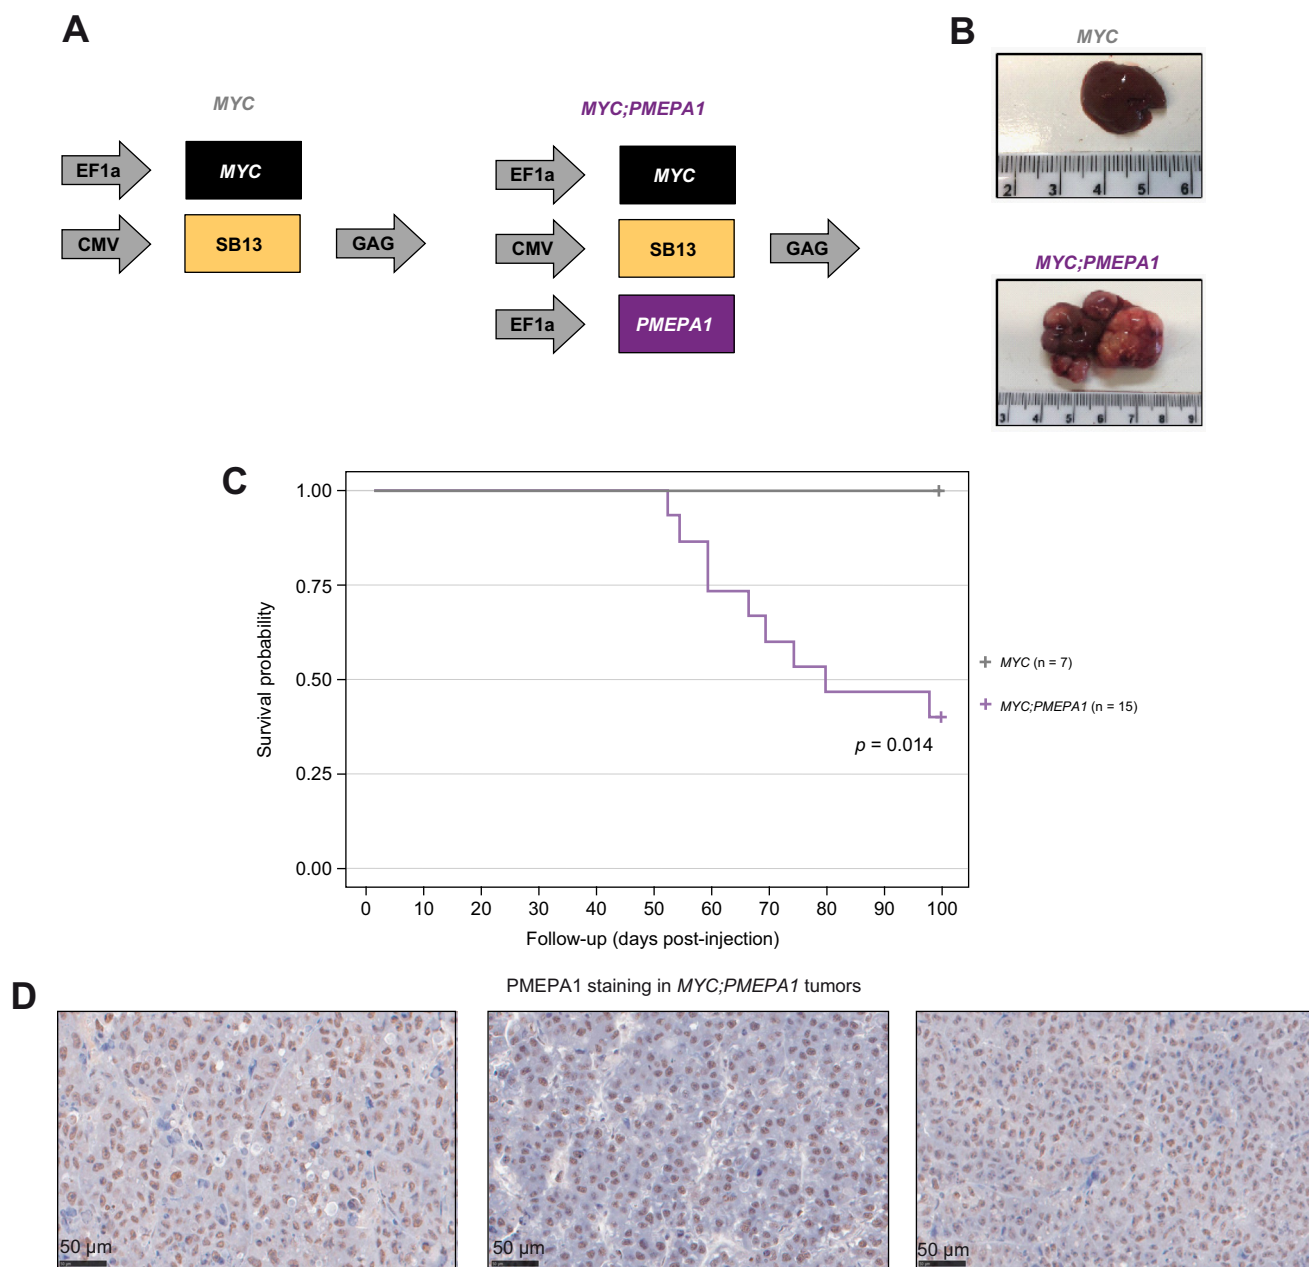 A
MYC
EF1a
MYC
CMV
SB13
GAG
MYC;PMEPA1
EF1a
MYC
CMV
SB13
GAG
EF1a
PMEPA1
B
MYC
2 3 4 5 6
MYC;PMEPA1
3 4 5 6 7 8 9
C
Survival probability
1.00
0.75
0.50
0.25
0.00
p = 0.014
0 10 20 30 40 50 60 70 80 90 100
Follow-up (days post-injection)
MYC (n = 7)
MYC;PMEPA1 (n = 15)
D
PMEPA1 staining in MYC;PMEPA1 tumors
50 µm
50 µm
50 µm